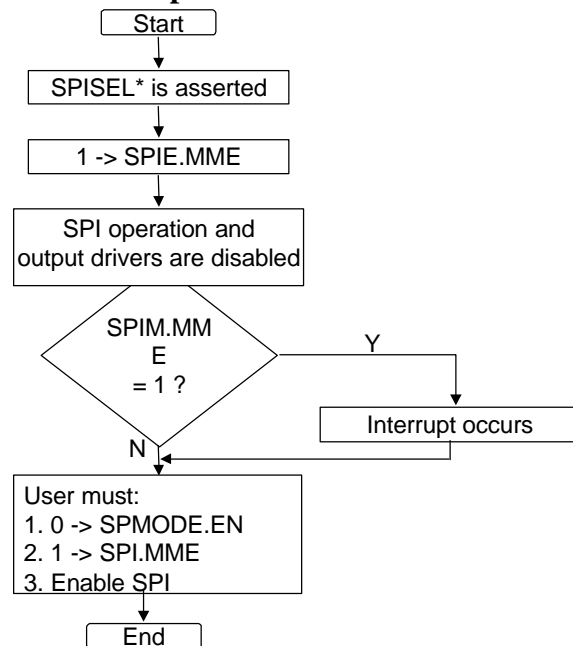 Start
SPISEL* is asserted
1 -> SPIE.MME
SPI operation and
output drivers are disabled
SPIM.MM
E
= 1 ?
Y
Interrupt occurs
N
User must:
1. 0 -> SPMODE.EN
2. 1 -> SPI.MME
3. Enable SPI
End